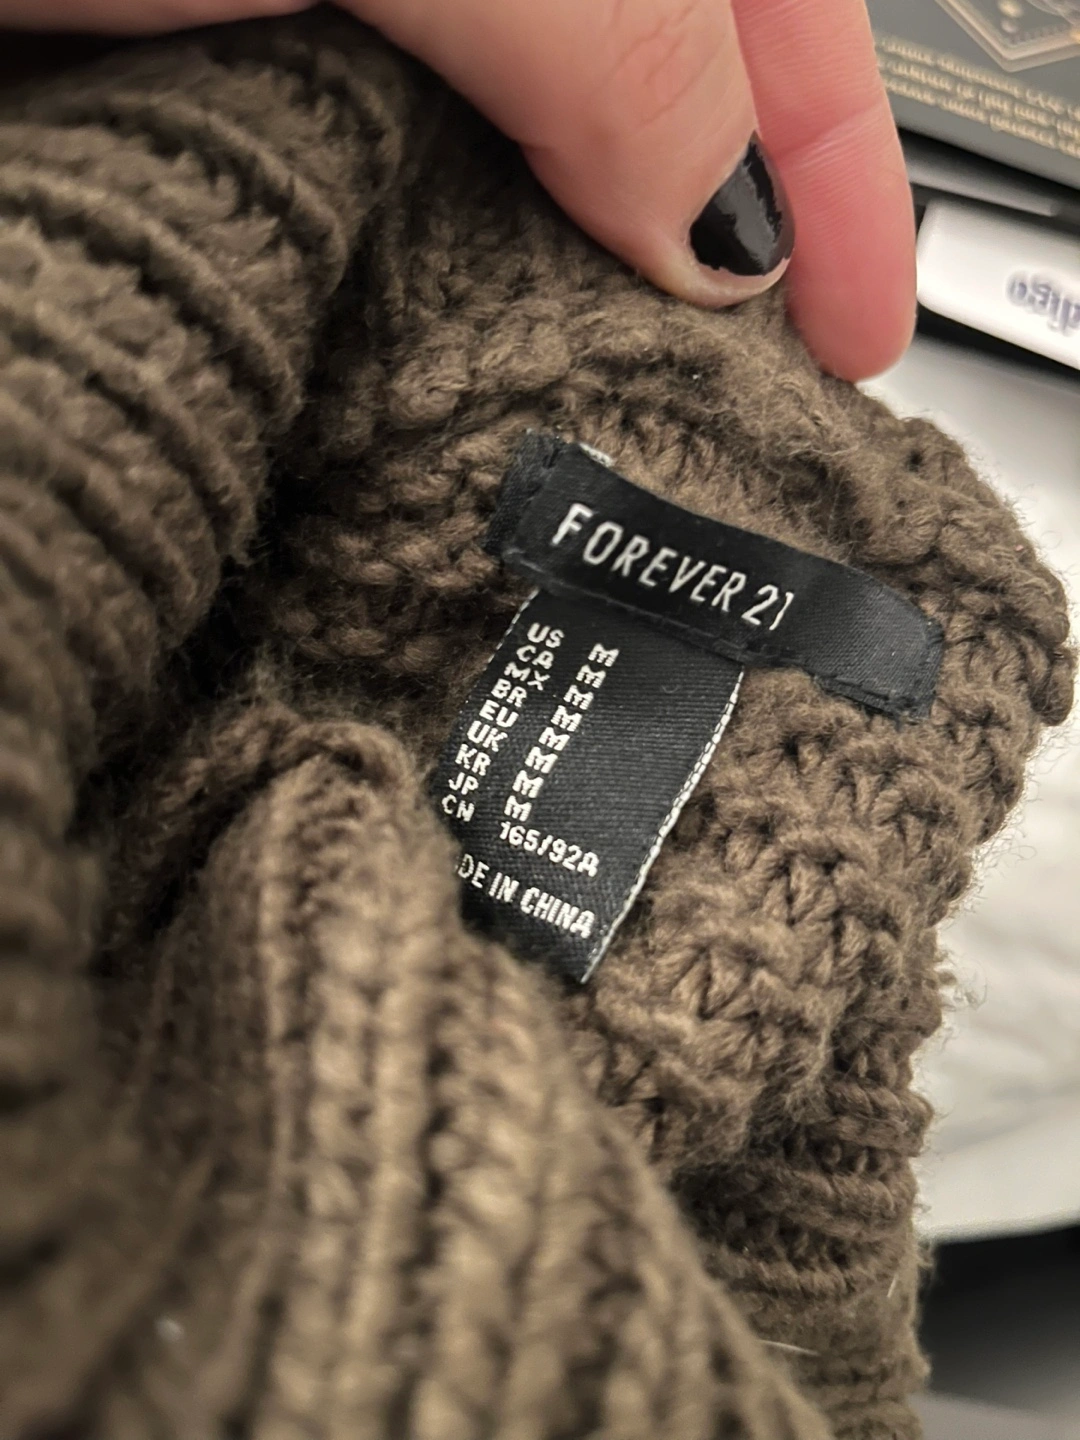 FOREVER 21
US M
CA M
MX M
BR M
EU M
UK M
KR M
JP M
CN 165/92A
DE IN CHINA